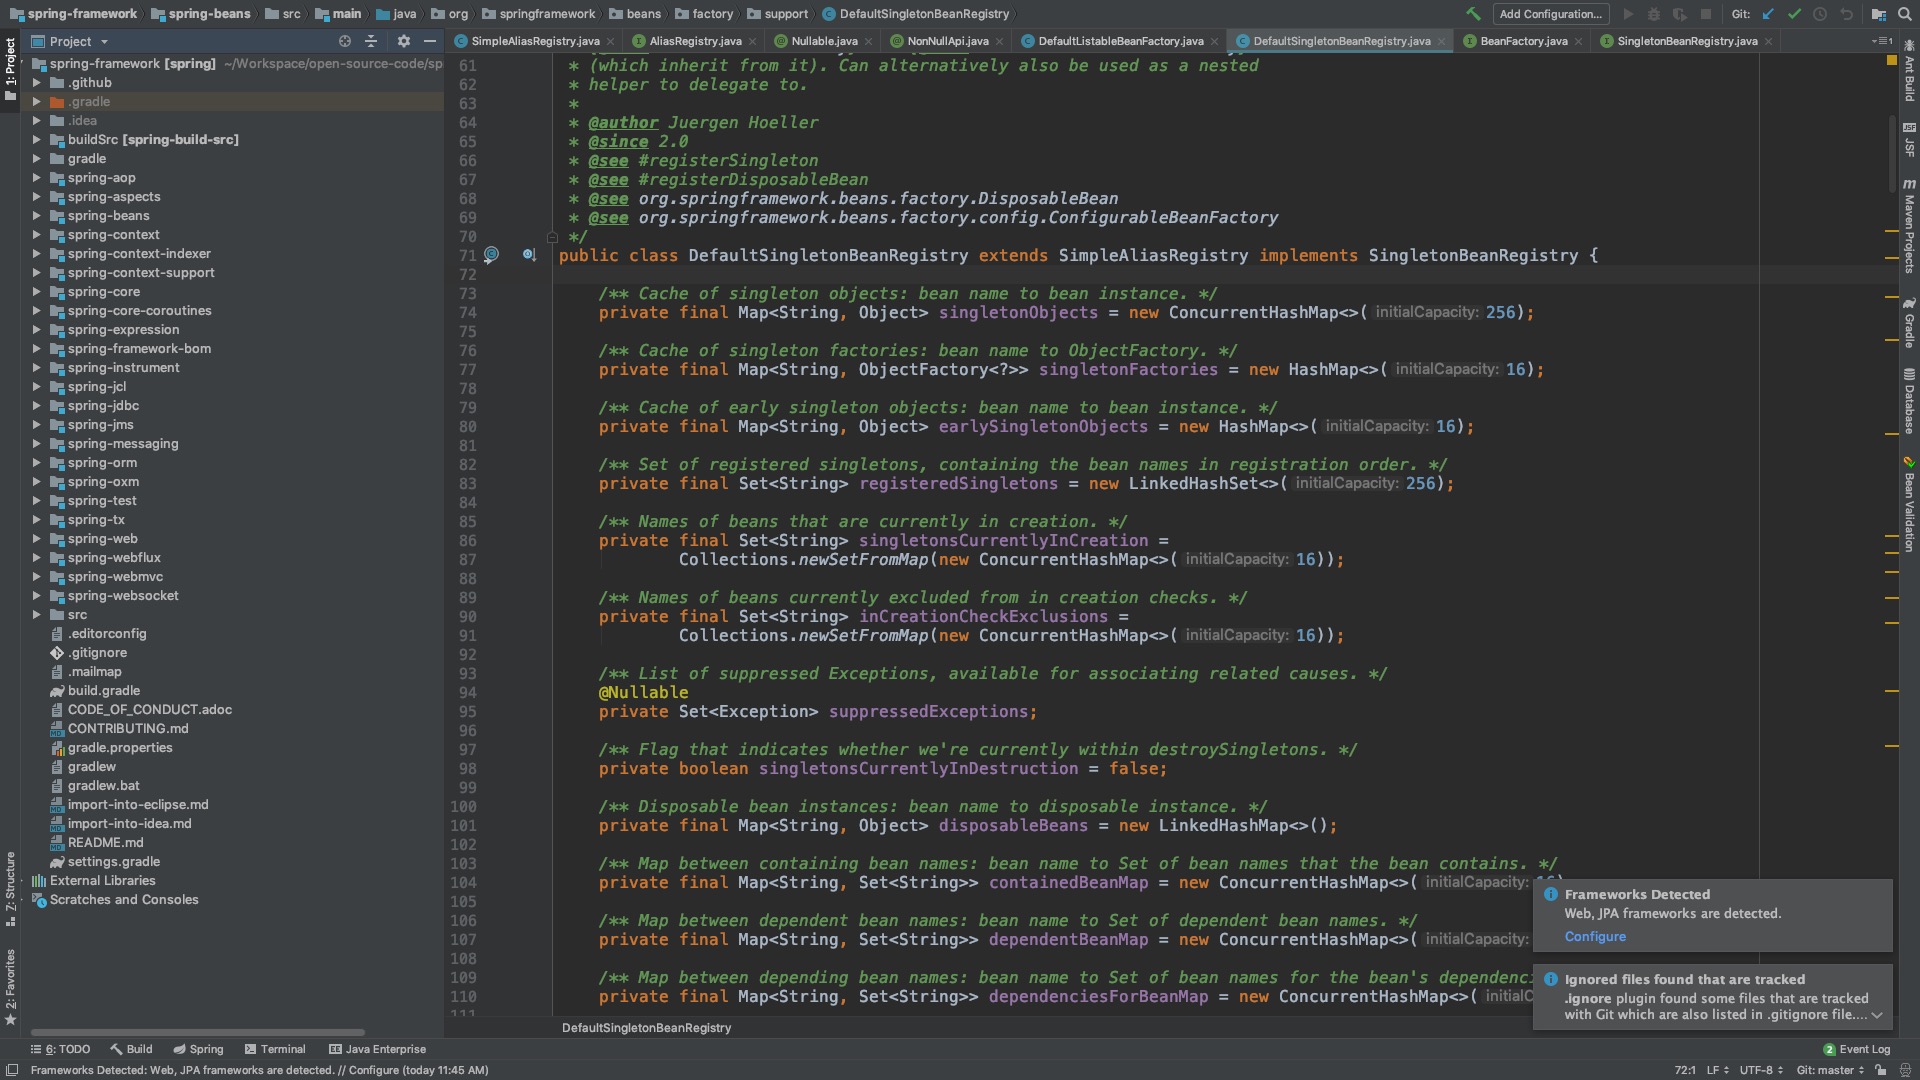 spring-framework spring-beans src main java org springframework beans factory support DefaultSingletonBeanRegistry Add Configuration... Git:
Project
SimpleAliasRegistry.java AliasRegistry.java Nullable.java NonNullApi.java DefaultListableBeanFactory.java DefaultSingletonBeanRegistry.java BeanFactory.java SingletonBeanRegistry.java
1: Project
7: Structure
2: Favorites
spring-framework [spring] ~/Workspace/open-source-code/sp
.github
.gradle
.idea
buildSrc [spring-build-src]
gradle
spring-aop
spring-aspects
spring-beans
spring-context
spring-context-indexer
spring-context-support
spring-core
spring-core-coroutines
spring-expression
spring-framework-bom
spring-instrument
spring-jcl
spring-jdbc
spring-jms
spring-messaging
spring-orm
spring-oxm
spring-test
spring-tx
spring-web
spring-webflux
spring-webmvc
spring-websocket
src
.editorconfig
.gitignore
.mailmap
build.gradle
CODE_OF_CONDUCT.adoc
CONTRIBUTING.md
gradle.properties
gradlew
gradlew.bat
import-into-eclipse.md
import-into-idea.md
README.md
settings.gradle
External Libraries
Scratches and Consoles
61 * (which inherit from it). Can alternatively also be used as a nested
62 * helper to delegate to.
63 *
64 * @author Juergen Hoeller
65 * @since 2.0
66 * @see #registerSingleton
67 * @see #registerDisposableBean
68 * @see org.springframework.beans.factory.DisposableBean
69 * @see org.springframework.beans.factory.config.ConfigurableBeanFactory
70 */
71 public class DefaultSingletonBeanRegistry extends SimpleAliasRegistry implements SingletonBeanRegistry {
72
73 /** Cache of singleton objects: bean name to bean instance. */
74 private final Map<String, Object> singletonObjects = new ConcurrentHashMap<>( initialCapacity: 256);
75
76 /** Cache of singleton factories: bean name to ObjectFactory. */
77 private final Map<String, ObjectFactory<?>> singletonFactories = new HashMap<>( initialCapacity: 16);
78
79 /** Cache of early singleton objects: bean name to bean instance. */
80 private final Map<String, Object> earlySingletonObjects = new HashMap<>( initialCapacity: 16);
81
82 /** Set of registered singletons, containing the bean names in registration order. */
83 private final Set<String> registeredSingletons = new LinkedHashSet<>( initialCapacity: 256);
84
85 /** Names of beans that are currently in creation. */
86 private final Set<String> singletonsCurrentlyInCreation =
87 Collections.newSetFromMap(new ConcurrentHashMap<>( initialCapacity: 16));
88
89 /** Names of beans currently excluded from in creation checks. */
90 private final Set<String> inCreationCheckExclusions =
91 Collections.newSetFromMap(new ConcurrentHashMap<>( initialCapacity: 16));
92
93 /** List of suppressed Exceptions, available for associating related causes. */
94 @Nullable
95 private Set<Exception> suppressedExceptions;
96
97 /** Flag that indicates whether we're currently within destroySingletons. */
98 private boolean singletonsCurrentlyInDestruction = false;
99
100 /** Disposable bean instances: bean name to disposable instance. */
101 private final Map<String, Object> disposableBeans = new LinkedHashMap<>();
102
103 /** Map between containing bean names: bean name to Set of bean names that the bean contains. */
104 private final Map<String, Set<String>> containedBeanMap = new ConcurrentHashMap<>( initialCapacity:
105
106 /** Map between dependent bean names: bean name to Set of dependent bean names. */
107 private final Map<String, Set<String>> dependentBeanMap = new ConcurrentHashMap<>( initialCapacity:
108
109 /** Map between depending bean names: bean name to Set of bean names for the bean's dependenci
110 private final Map<String, Set<String>> dependenciesForBeanMap = new ConcurrentHashMap<>( initialC
111
DefaultSingletonBeanRegistry
Frameworks Detected
Web, JPA frameworks are detected.
Configure
Ignored files found that are tracked
.ignore plugin found some files that are tracked
with Git which are also listed in .gitignore file....
Ant Build
JSF
Maven Projects
Gradle
Database
Bean Validation
6: TODO Build Spring Terminal Java Enterprise 2 Event Log
Frameworks Detected: Web, JPA frameworks are detected. // Configure (today 11:45 AM) 72:1 LF UTF-8 Git: master